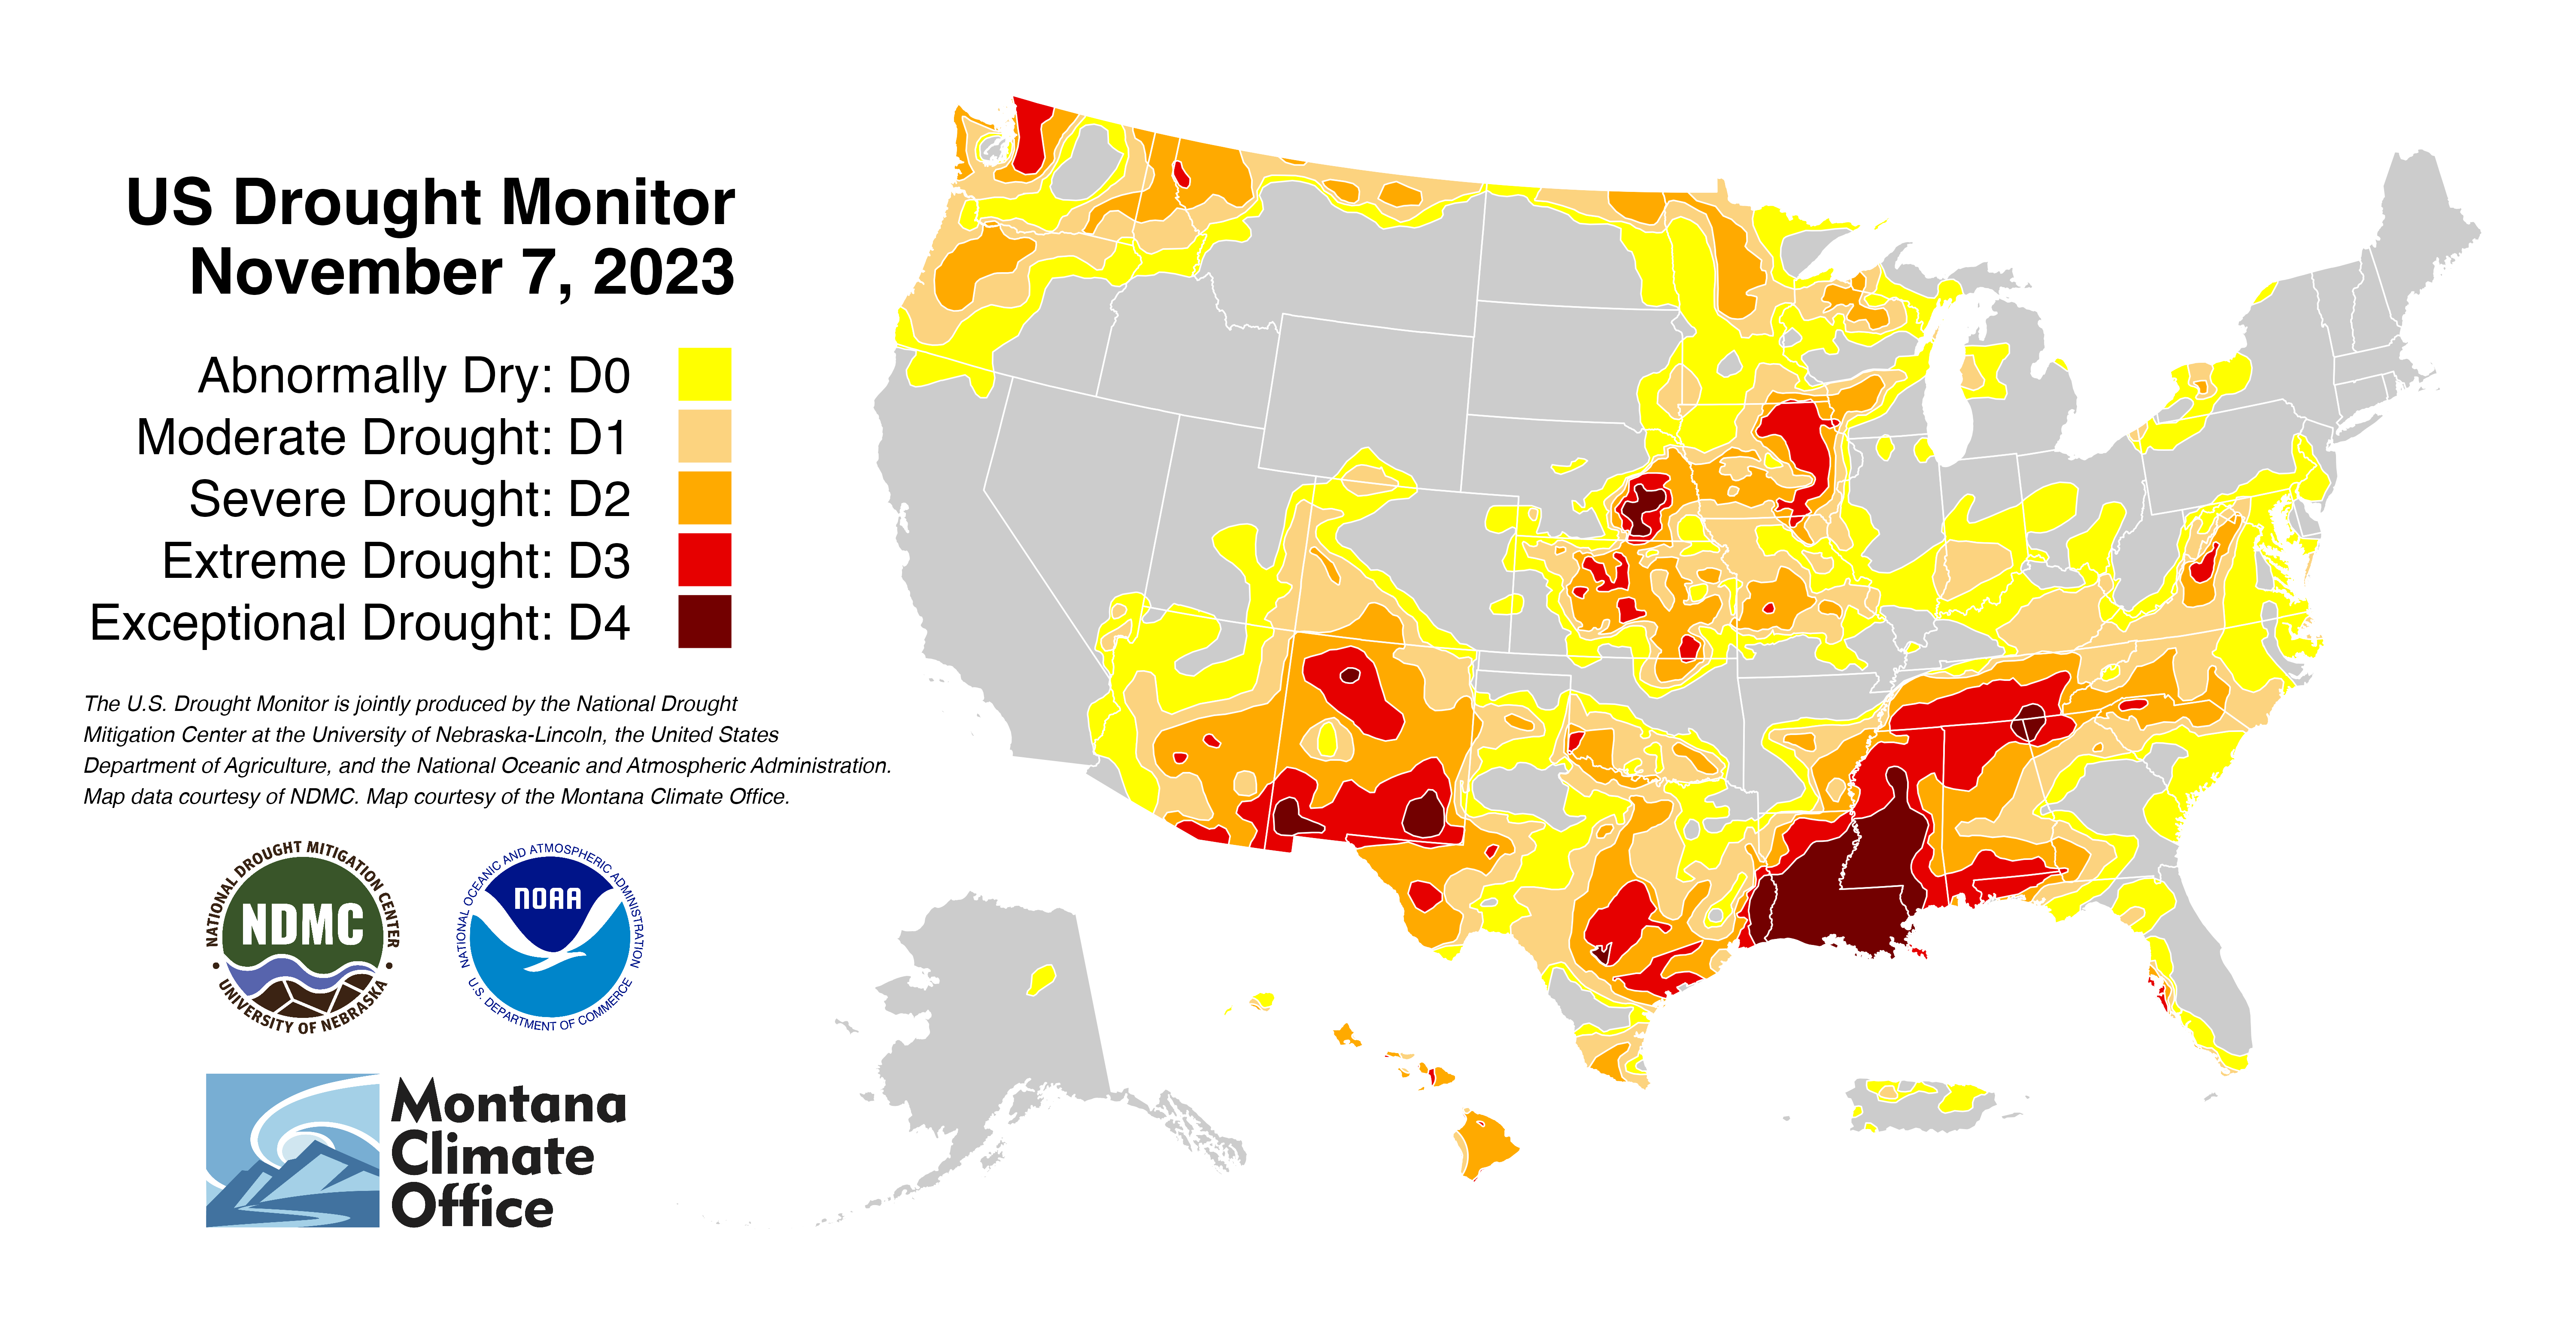 US Drought Monitor
November 7, 2023
Abnormally Dry: D0
Moderate Drought: D1
Severe Drought: D2
Extreme Drought: D3
Exceptional Drought: D4
The U.S. Drought Monitor is jointly produced by the National Drought
Mitigation Center at the University of Nebraska-Lincoln, the United States
Department of Agriculture, and the National Oceanic and Atmospheric Administration.
Map data courtesy of NDMC. Map courtesy of the Montana Climate Office.
NATIONAL DROUGHT MITIGATION CENTER
NDMC
• UNIVERSITY OF NEBRASKA •
NATIONAL OCEANIC AND ATMOSPHERIC ADMINISTRATION
NOAA
U.S. DEPARTMENT OF COMMERCE
Montana
Climate
Office